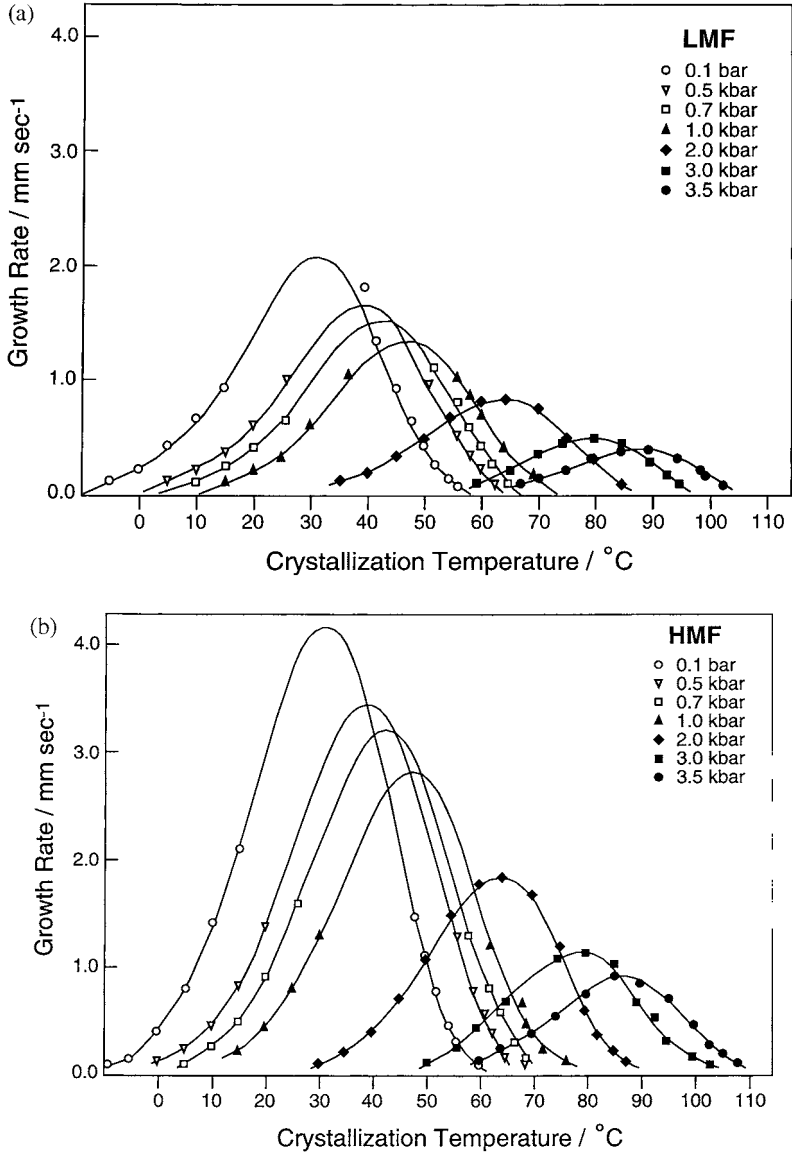 (a)
4.0
3.0
2.0
1.0
0.0
Growth Rate / mm sec-1
LMF
0.1 bar
0.5 kbar
0.7 kbar
1.0 kbar
2.0 kbar
3.0 kbar
3.5 kbar
0 10 20 30 40 50 60 70 80 90 100 110
Crystallization Temperature / °C
(b)
4.0
3.0
2.0
1.0
0.0
Growth Rate / mm sec-1
HMF
0.1 bar
0.5 kbar
0.7 kbar
1.0 kbar
2.0 kbar
3.0 kbar
3.5 kbar
0 10 20 30 40 50 60 70 80 90 100 110
Crystallization Temperature / °C